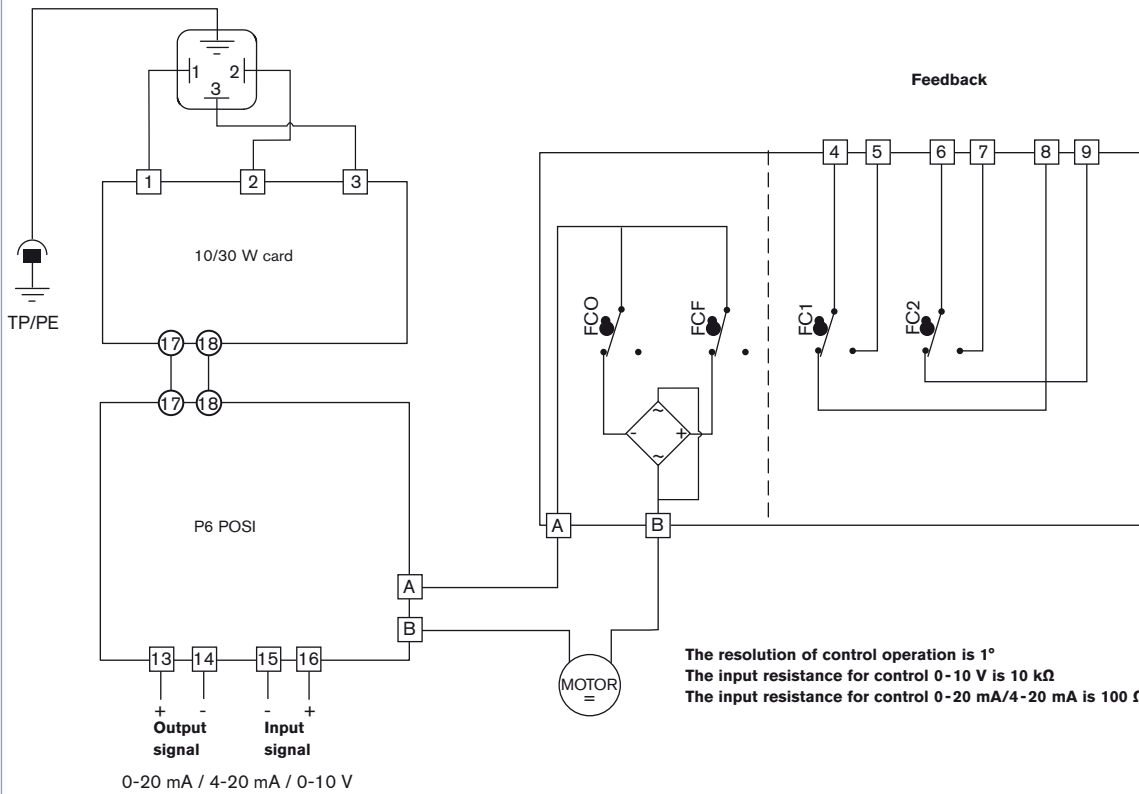 1 2
3
1 2 3
10/30 W card
TP/PE
17 18
17 18
P6 POSI
A
B
13 14 15 16
+ - - +
Output signal
Input signal
0-20 mA / 4-20 mA / 0-10 V
Feedback
4 5 6 7 8 9
FCO FCF FC1 FC2
~
- +
~
A B
MOTOR
=
The resolution of control operation is 1°
The input resistance for control 0-10 V is 10 kΩ
The input resistance for control 0-20 mA/4-20 mA is 100 Ω